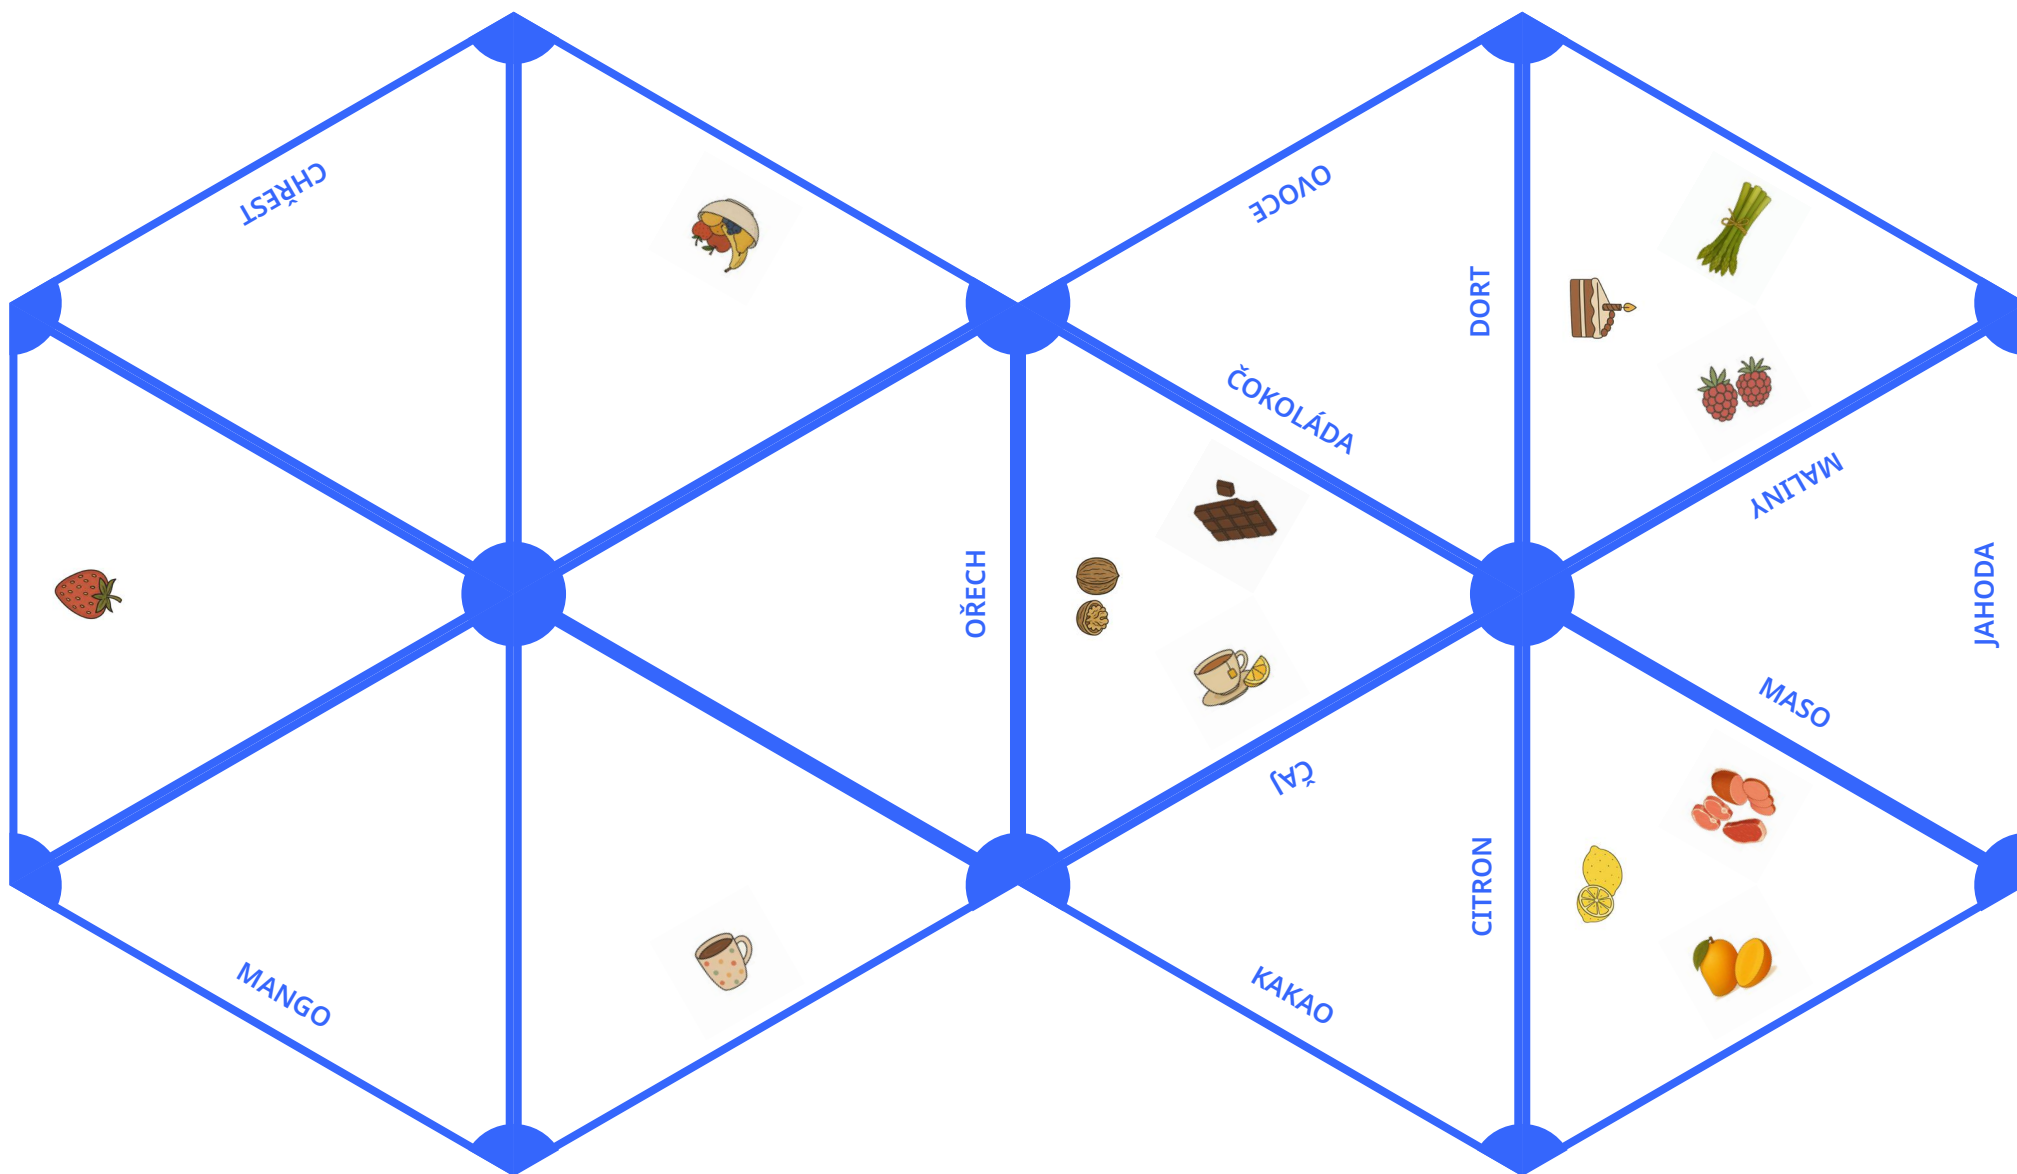 CHŘEST
OVOCE
DORT
ČOKOLÁDA
MALINY
OŘECH
JAHODA
MASO
ČAJ
CITRON
MANGO
KAKAO